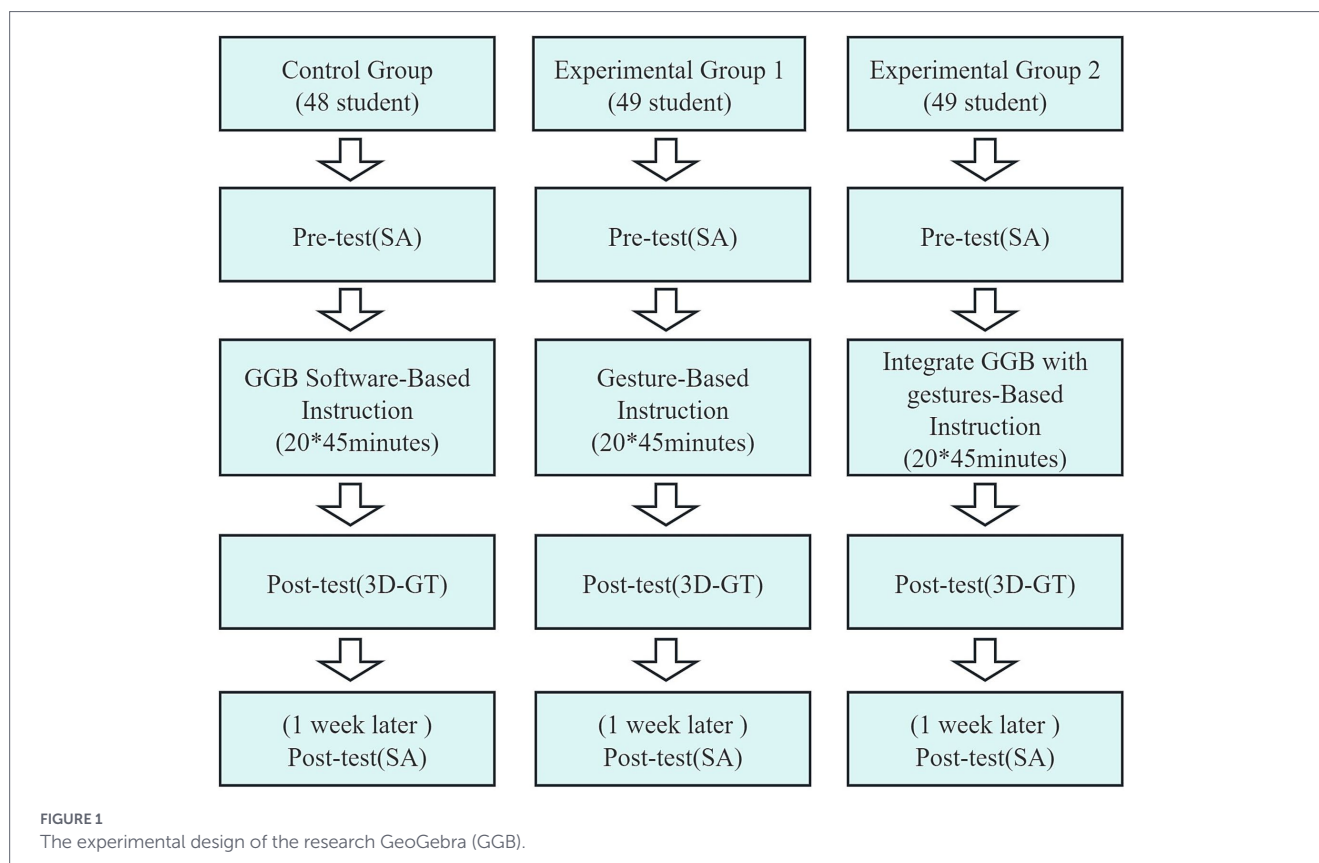 Control Group
(48 student)
Experimental Group 1
(49 student)
Experimental Group 2
(49 student)
Pre-test(SA)
Pre-test(SA)
Pre-test(SA)
GGB Software-Based
Instruction
(20*45minutes)
Gesture-Based
Instruction
(20*45minutes)
Integrate GGB with
gestures-Based
Instruction
(20*45minutes)
Post-test(3D-GT)
Post-test(3D-GT)
Post-test(3D-GT)
(1 week later )
Post-test(SA)
(1 week later )
Post-test(SA)
(1 week later )
Post-test(SA)
FIGURE 1
The experimental design of the research GeoGebra (GGB).